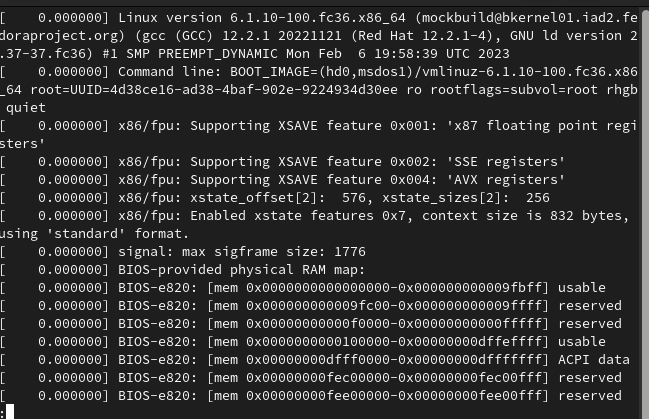 [    0.000000] Linux version 6.1.10-100.fc36.x86_64 (mockbuild@bkernel01.iad2.fe
doraproject.org) (gcc (GCC) 12.2.1 20221121 (Red Hat 12.2.1-4), GNU ld version 2
.37-37.fc36) #1 SMP PREEMPT_DYNAMIC Mon Feb  6 19:58:39 UTC 2023
[    0.000000] Command line: BOOT_IMAGE=(hd0,msdos1)/vmlinuz-6.1.10-100.fc36.x86
_64 root=UUID=4d38ce16-ad38-4baf-902e-9224934d30ee ro rootflags=subvol=root rhgb
 quiet
[    0.000000] x86/fpu: Supporting XSAVE feature 0x001: 'x87 floating point regi
sters'
[    0.000000] x86/fpu: Supporting XSAVE feature 0x002: 'SSE registers'
[    0.000000] x86/fpu: Supporting XSAVE feature 0x004: 'AVX registers'
[    0.000000] x86/fpu: xstate_offset[2]:  576, xstate_sizes[2]:  256
[    0.000000] x86/fpu: Enabled xstate features 0x7, context size is 832 bytes,
using 'standard' format.
[    0.000000] signal: max sigframe size: 1776
[    0.000000] BIOS-provided physical RAM map:
[    0.000000] BIOS-e820: [mem 0x0000000000000000-0x000000000009fbff] usable
[    0.000000] BIOS-e820: [mem 0x000000000009fc00-0x000000000009ffff] reserved
[    0.000000] BIOS-e820: [mem 0x00000000000f0000-0x00000000000fffff] reserved
[    0.000000] BIOS-e820: [mem 0x0000000000100000-0x00000000dffeffff] usable
[    0.000000] BIOS-e820: [mem 0x00000000dfff0000-0x00000000dfffffff] ACPI data
[    0.000000] BIOS-e820: [mem 0x00000000fec00000-0x00000000fec00fff] reserved
[    0.000000] BIOS-e820: [mem 0x00000000fee00000-0x00000000fee00fff] reserved
: